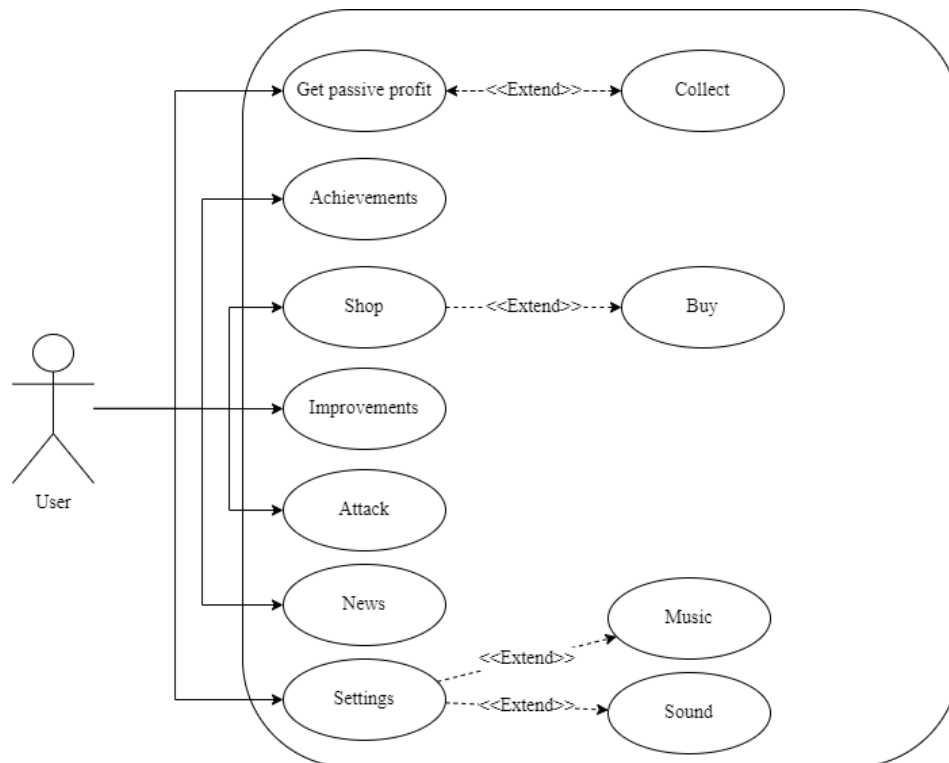 Get passive profit
<<Extend>>
Collect
Achievements
Shop
<<Extend>>
Buy
Improvements
User
Attack
News
Music
<<Extend>>
Settings
<<Extend>>
Sound